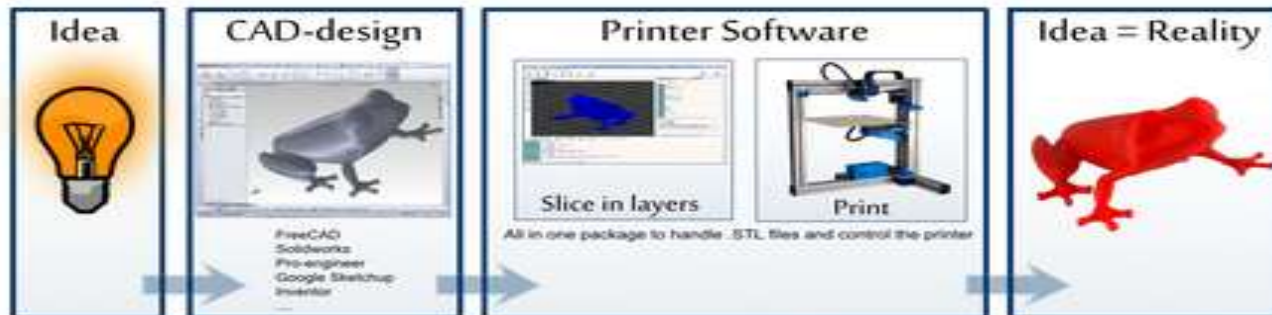 Idea
CAD-design
FreeCAD
Solidworks
Pro-engineer
Google Sketchup
Inventor
Printer Software
Slice in layers
Print
All in one package to handle .STL files and control the printer
Idea = Reality